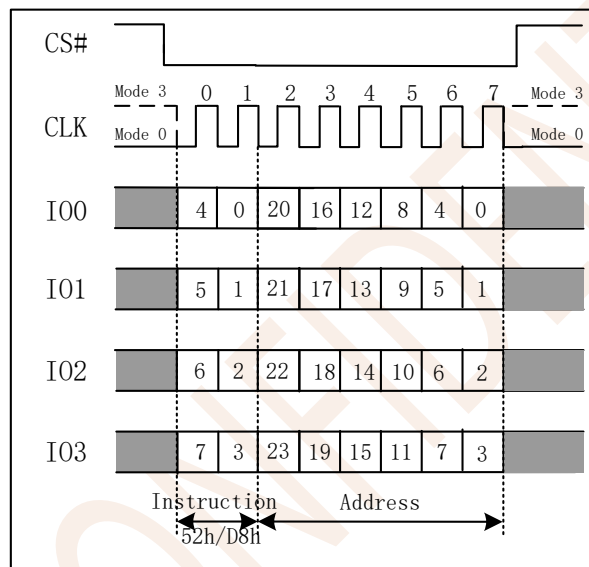 CS#
Mode 3 0 1 2 3 4 5 6 7 Mode 3
CLK
Mode 0 Mode 0
IO0 4 0 20 16 12 8 4 0
IO1 5 1 21 17 13 9 5 1
IO2 6 2 22 18 14 10 6 2
IO3 7 3 23 19 15 11 7 3
Instruction Address
52h/D8h